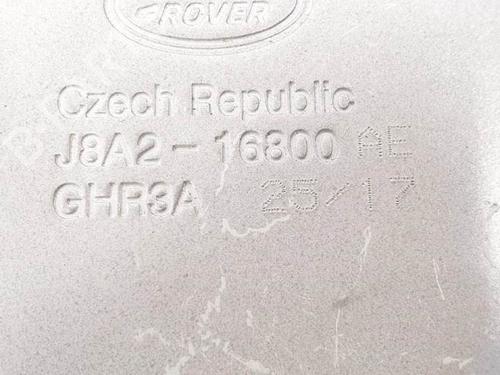 ROVER
Czech Republic
J8A2-16800 AE
GHR3A 25/17